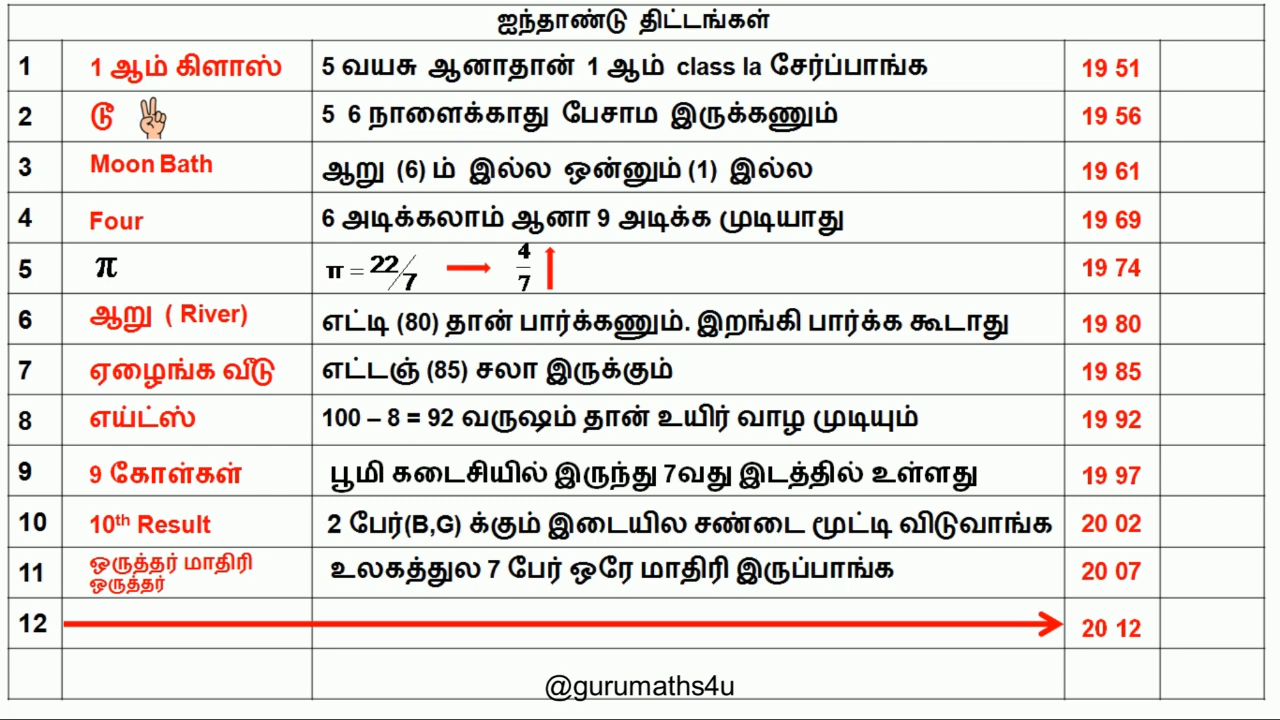 ஐந்தாண்டு திட்டங்கள்
1 1 ஆம் கிளாஸ் 5 வயசு ஆனாதான் 1 ஆம் class la சேர்ப்பாங்க 19 51
2 டூ 5 6 நாளைக்காது பேசாம இருக்கணும் 19 56
3 Moon Bath ஆறு (6) ம் இல்ல ஒன்னும் (1) இல்ல 19 61
4 Four 6 அடிக்கலாம் ஆனா 9 அடிக்க முடியாது 19 69
5 π π = 22/7 → 4/7 ↑ 19 74
6 ஆறு ( River) எட்டி (80) தான் பார்க்கணும். இறங்கி பார்க்க கூடாது 19 80
7 ஏழைங்க வீடு எட்டஞ் (85) சலா இருக்கும் 19 85
8 எய்ட்ஸ் 100 – 8 = 92 வருஷம் தான் உயிர் வாழ முடியும் 19 92
9 9 கோள்கள் பூமி கடைசியில் இருந்து 7வது இடத்தில் உள்ளது 19 97
10 10th Result 2 பேர்(B,G) க்கும் இடையில சண்டை மூட்டி விடுவாங்க 20 02
11 ஒருத்தர் மாதிரி ஒருத்தர் உலகத்துல 7 பேர் ஒரே மாதிரி இருப்பாங்க 20 07
12 20 12
@gurumaths4u